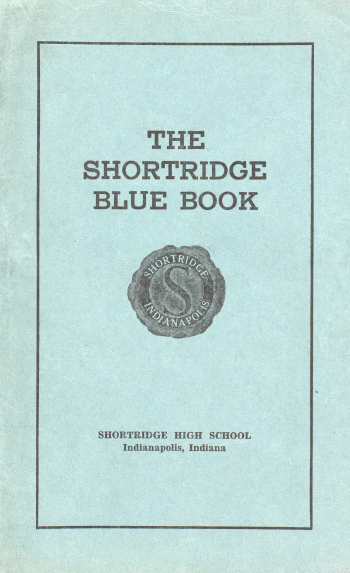 THE
SHORTRIDGE
BLUE BOOK
SHORTRIDGE
S
INDIANAPOLIS
SHORTRIDGE HIGH SCHOOL
Indianapolis, Indiana